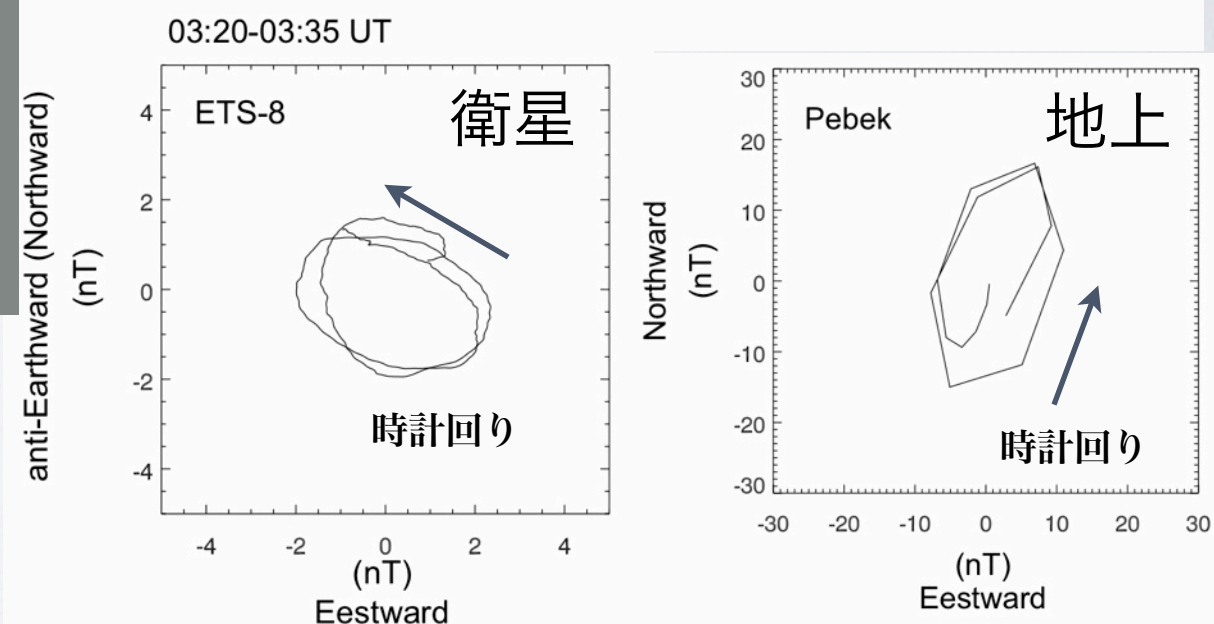 03:20-03:35 UT
ETS-8
衛星
anti-Earthward (Northward)
(nT)
4
2
0
-2
-4
時計回り
-4 -2 0 2 4
(nT)
Eestward
Pebek
地上
Northward
(nT)
30
20
10
0
-10
-20
-30
時計回り
-30 -20 -10 0 10 20 30
(nT)
Eestward